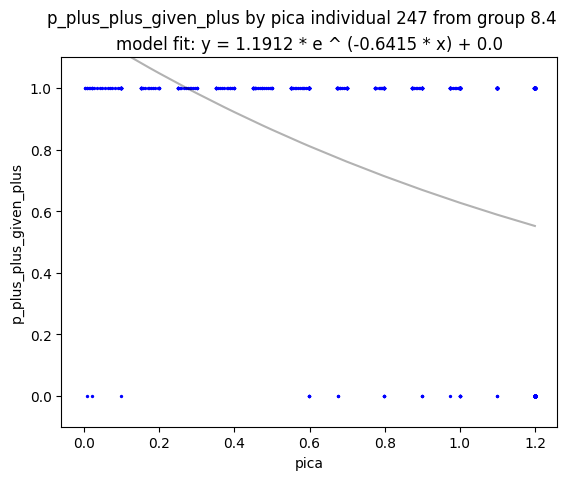 p_plus_plus_given_plus by pica individual 247 from group 8.4
model fit: y = 1.1912 * e ^ (-0.6415 * x) + 0.0
p_plus_plus_given_plus
1.0
0.8
0.6
0.4
0.2
0.0
0.0 0.2 0.4 0.6 0.8 1.0 1.2
pica